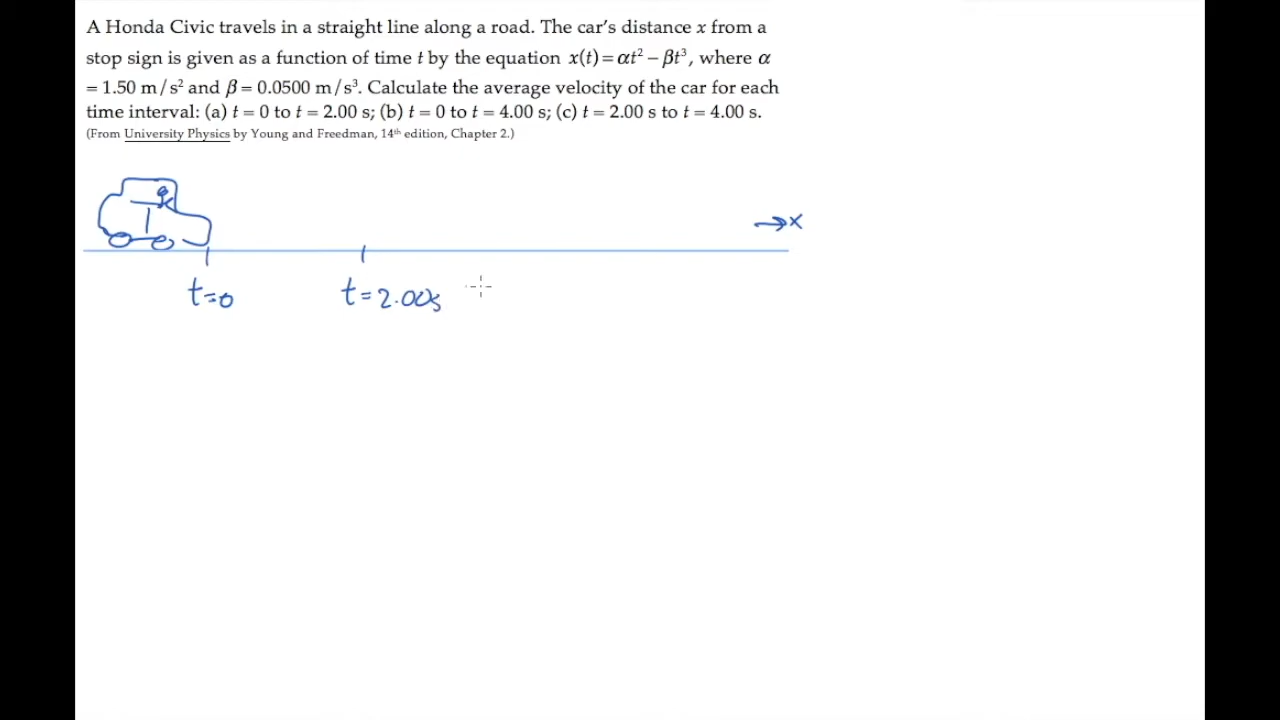 A Honda Civic travels in a straight line along a road. The car’s distance x from a
stop sign is given as a function of time t by the equation x(t) = αt² − βt³, where α
= 1.50 m/s² and β = 0.0500 m/s³. Calculate the average velocity of the car for each
time interval: (a) t = 0 to t = 2.00 s; (b) t = 0 to t = 4.00 s; (c) t = 2.00 s to t = 4.00 s.
(From University Physics by Young and Freedman, 14th edition, Chapter 2.)
→x
t=0 t=2.00s